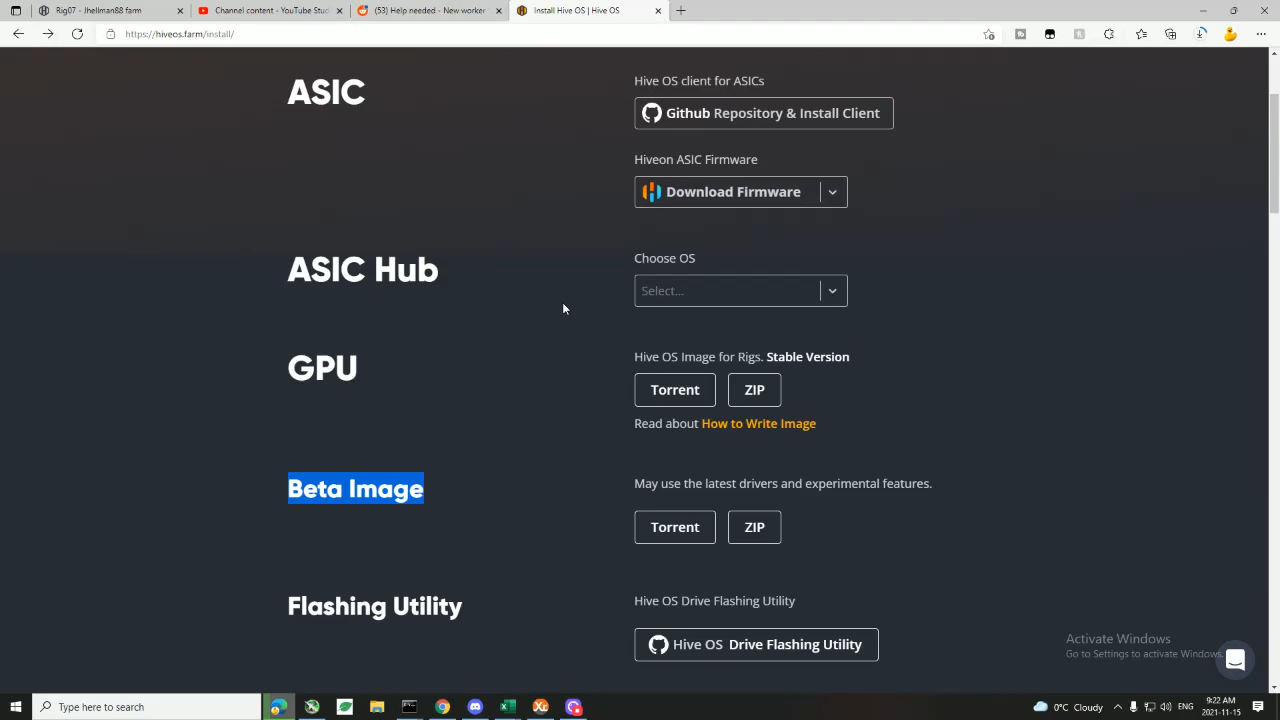 Rig07 - Jhellman88 farm
Channel content - YouTube Stud
(53) Help needed - New worker
Install Hive OS | Hive OS
https://hiveos.farm/install/
ASIC
Hive OS client for ASICs
Github Repository & Install Client
Hiveon ASIC Firmware
Download Firmware
ASIC Hub
Choose OS
Select...
GPU
Hive OS Image for Rigs. Stable Version
Torrent
ZIP
Read about How to Write Image
Beta Image
May use the latest drivers and experimental features.
Torrent
ZIP
Flashing Utility
Hive OS Drive Flashing Utility
Hive OS Drive Flashing Utility
Activate Windows
Go to Settings to activate Windows.
Type here to search
0°C Cloudy
ENG
9:22 AM
2021-11-15